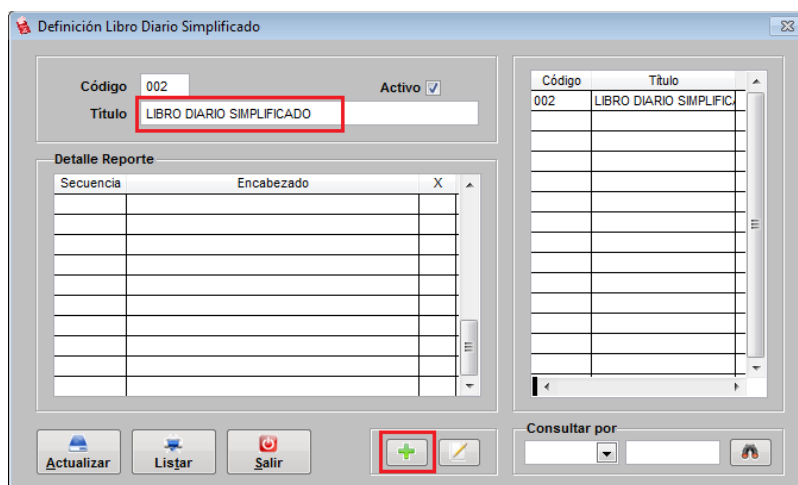 Definición Libro Diario Simplificado
Código 002 Activo
Título LIBRO DIARIO SIMPLIFICADO
Detalle Reporte
Secuencia Encabezado X
Código Título
002 LIBRO DIARIO SIMPLIFIC
Actualizar Listar Salir
Consultar por